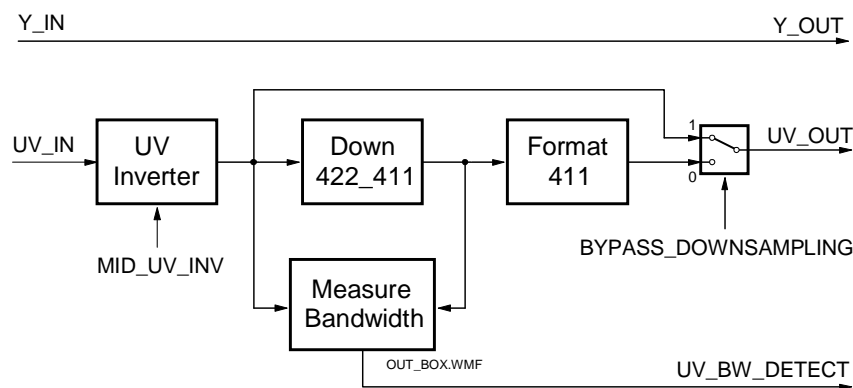 Y_IN
Y_OUT
UV_IN
UV
Inverter
Down
422_411
Format
411
1
0
UV_OUT
MID_UV_INV
BYPASS_DOWNSAMPLING
Measure
Bandwidth
OUT_BOX.WMF
UV_BW_DETECT